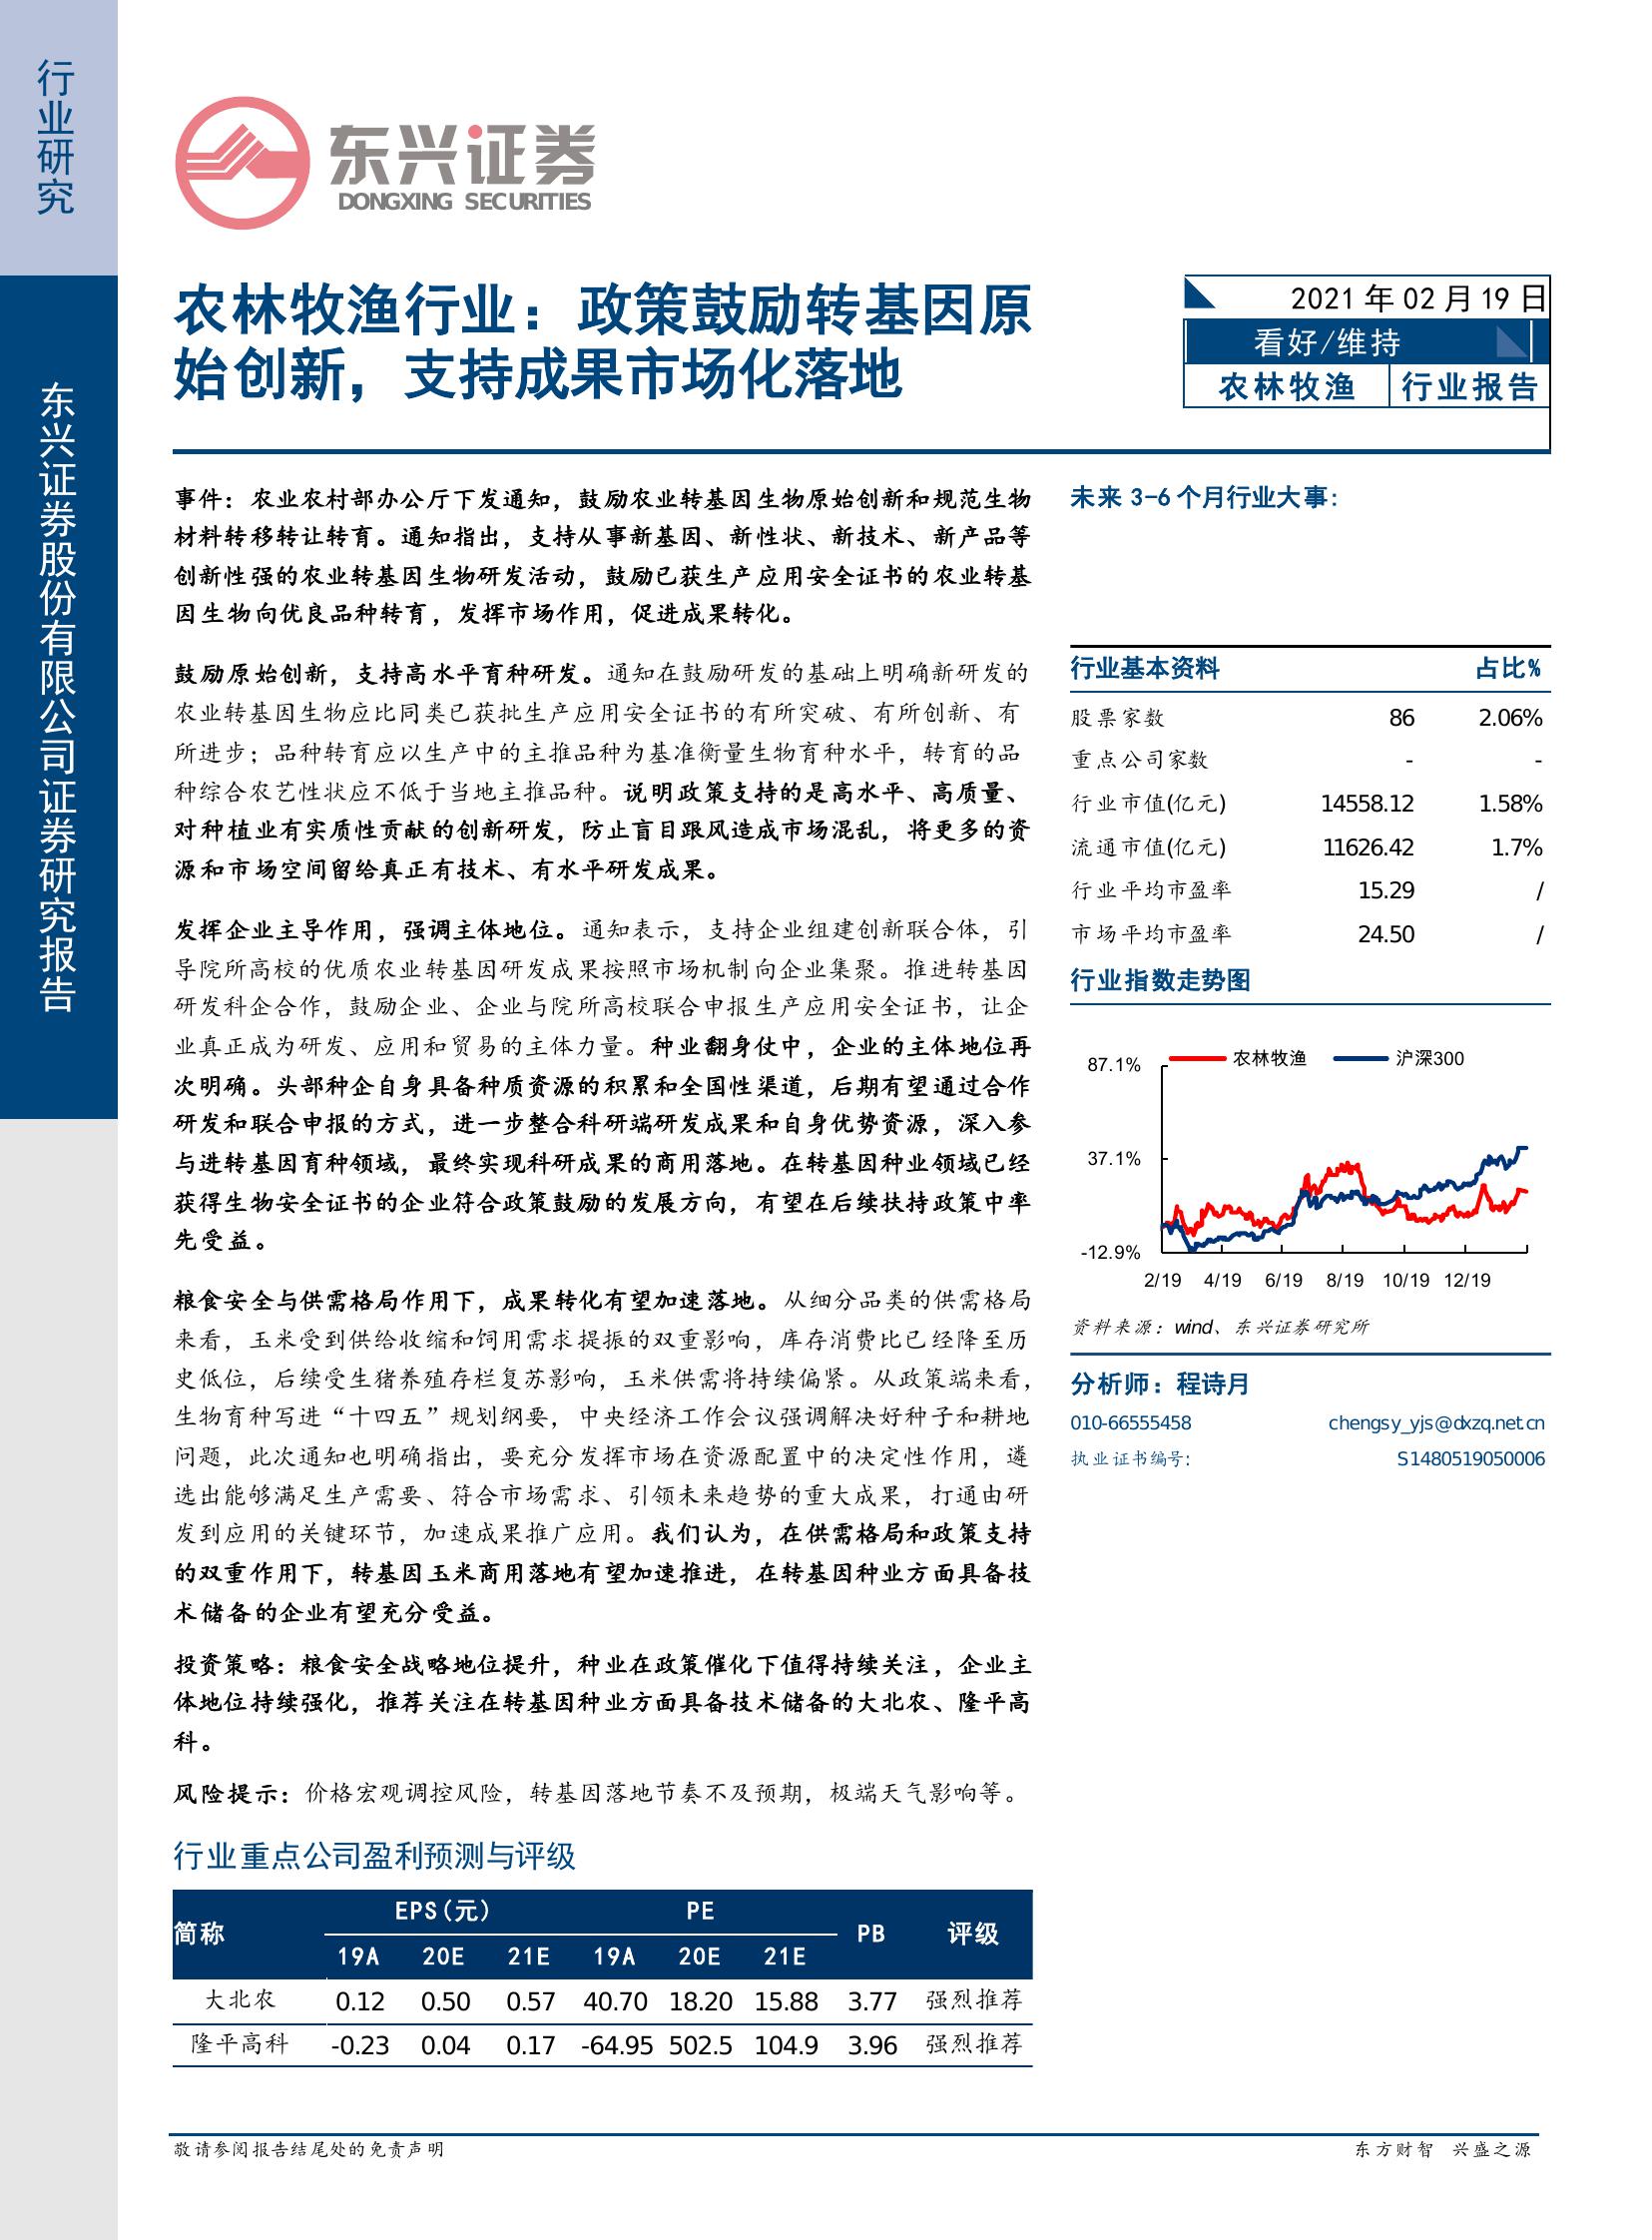 行业研究
东兴证券股份有限公司证券研究报告
东兴证券
DONGXING SECURITIES
农林牧渔行业：政策鼓励转基因原
始创新，支持成果市场化落地
2021 年 02 月 19 日
看好/维持
农林牧渔 行业报告
事件：农业农村部办公厅下发通知，鼓励农业转基因生物原始创新和规范生物
材料转移转让转育。通知指出，支持从事新基因、新性状、新技术、新产品等
创新性强的农业转基因生物研发活动，鼓励已获生产应用安全证书的农业转基
因生物向优良品种转育，发挥市场作用，促进成果转化。
鼓励原始创新，支持高水平育种研发。通知在鼓励研发的基础上明确新研发的
农业转基因生物应比同类已获批生产应用安全证书的有所突破、有所创新、有
所进步；品种转育应以生产中的主推品种为基准衡量生物育种水平，转育的品
种综合农艺性状应不低于当地主推品种。说明政策支持的是高水平、高质量、
对种植业有实质性贡献的创新研发，防止盲目跟风造成市场混乱，将更多的资
源和市场空间留给真正有技术、有水平研发成果。
发挥企业主导作用，强调主体地位。通知表示，支持企业组建创新联合体，引
导院所高校的优质农业转基因研发成果按照市场机制向企业集聚。推进转基因
研发科企合作，鼓励企业、企业与院所高校联合申报生产应用安全证书，让企
业真正成为研发、应用和贸易的主体力量。种业翻身仗中，企业的主体地位再
次明确。头部种企自身具备种质资源的积累和全国性渠道，后期有望通过合作
研发和联合申报的方式，进一步整合科研端研发成果和自身优势资源，深入参
与进转基因育种领域，最终实现科研成果的商用落地。在转基因种业领域已经
获得生物安全证书的企业符合政策鼓励的发展方向，有望在后续扶持政策中率
先受益。
粮食安全与供需格局作用下，成果转化有望加速落地。从细分品类的供需格局
来看，玉米受到供给收缩和饲用需求提振的双重影响，库存消费比已经降至历
史低位，后续受生猪养殖存栏复苏影响，玉米供需将持续偏紧。从政策端来看，
生物育种写进“十四五”规划纲要，中央经济工作会议强调解决好种子和耕地
问题，此次通知也明确指出，要充分发挥市场在资源配置中的决定性作用，遴
选出能够满足生产需要、符合市场需求、引领未来趋势的重大成果，打通由研
发到应用的关键环节，加速成果推广应用。我们认为，在供需格局和政策支持
的双重作用下，转基因玉米商用落地有望加速推进，在转基因种业方面具备技
术储备的企业有望充分受益。
投资策略：粮食安全战略地位提升，种业在政策催化下值得持续关注，企业主
体地位持续强化，推荐关注在转基因种业方面具备技术储备的大北农、隆平高
科。
风险提示：价格宏观调控风险，转基因落地节奏不及预期，极端天气影响等。
行业重点公司盈利预测与评级
简称 EPS(元) PE PB 评级
19A 20E 21E 19A 20E 21E
大北农 0.12 0.50 0.57 40.70 18.20 15.88 3.77 强烈推荐
隆平高科 -0.23 0.04 0.17 -64.95 502.5 104.9 3.96 强烈推荐
未来 3-6 个月行业大事:
行业基本资料 占比%
股票家数 86 2.06%
重点公司家数 - -
行业市值(亿元) 14558.12 1.58%
流通市值(亿元) 11626.42 1.7%
行业平均市盈率 15.29 /
市场平均市盈率 24.50 /
行业指数走势图
农林牧渔 沪深300
87.1%
37.1%
-12.9%
2/19 4/19 6/19 8/19 10/19 12/19
资料来源：wind、东兴证券研究所
分析师：程诗月
010-66555458 chengsy_yjs@dxzq.net.cn
执业证书编号: S1480519050006
敬请参阅报告结尾处的免责声明
东方财智 兴盛之源